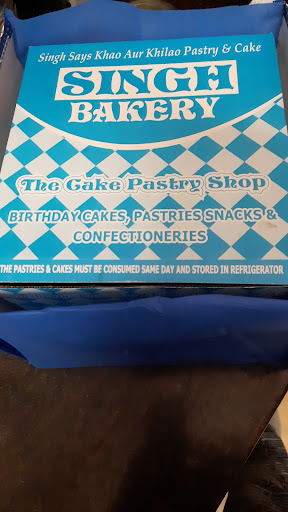 Singh Says Khao Aur Khilao Pastry & Cake
SINGH
BAKERY
The Cake Pastry Shop
BIRTHDAY CAKES, PASTRIES SNACKS &
CONFECTIONERIES
THE PASTRIES & CAKES MUST BE CONSUMED SAME DAY AND STORED IN REFRIGERATOR